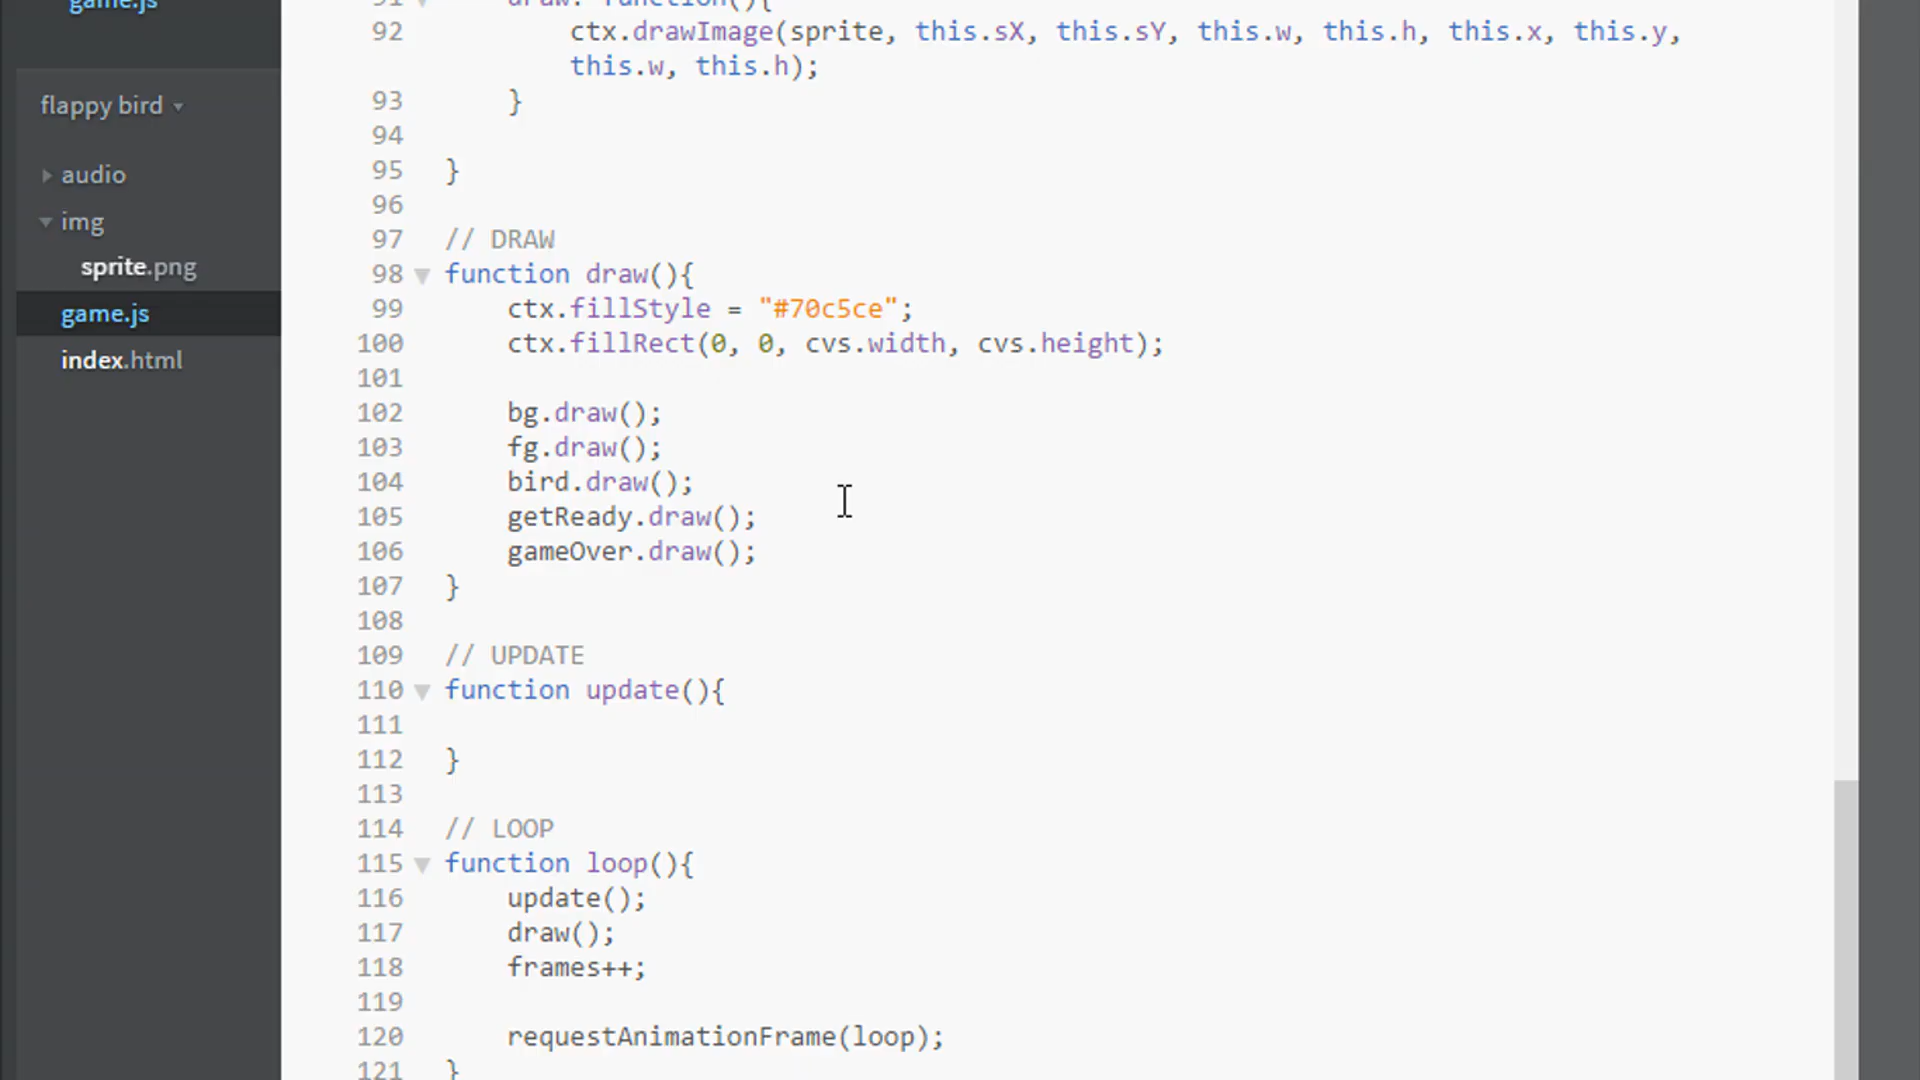 game.js
flappy bird
audio
img
sprite.png
game.js
index.html
91 draw: function(){
92 ctx.drawImage(sprite, this.sX, this.sY, this.w, this.h, this.x, this.y,
this.w, this.h);
93 }
94
95 }
96
97 // DRAW
98 function draw(){
99 ctx.fillStyle = "#70c5ce";
100 ctx.fillRect(0, 0, cvs.width, cvs.height);
101
102 bg.draw();
103 fg.draw();
104 bird.draw();
105 getReady.draw();
106 gameOver.draw();
107 }
108
109 // UPDATE
110 function update(){
111
112 }
113
114 // LOOP
115 function loop(){
116 update();
117 draw();
118 frames++;
119
120 requestAnimationFrame(loop);
121 }